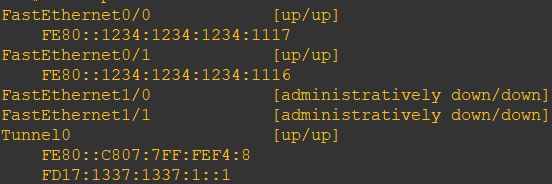 FastEthernet0/0 [up/up]
FE80::1234:1234:1234:1117
FastEthernet0/1 [up/up]
FE80::1234:1234:1234:1116
FastEthernet1/0 [administratively down/down]
FastEthernet1/1 [administratively down/down]
Tunnel0 [up/up]
FE80::C807:7FF:FEF4:8
FD17:1337:1337:1::1